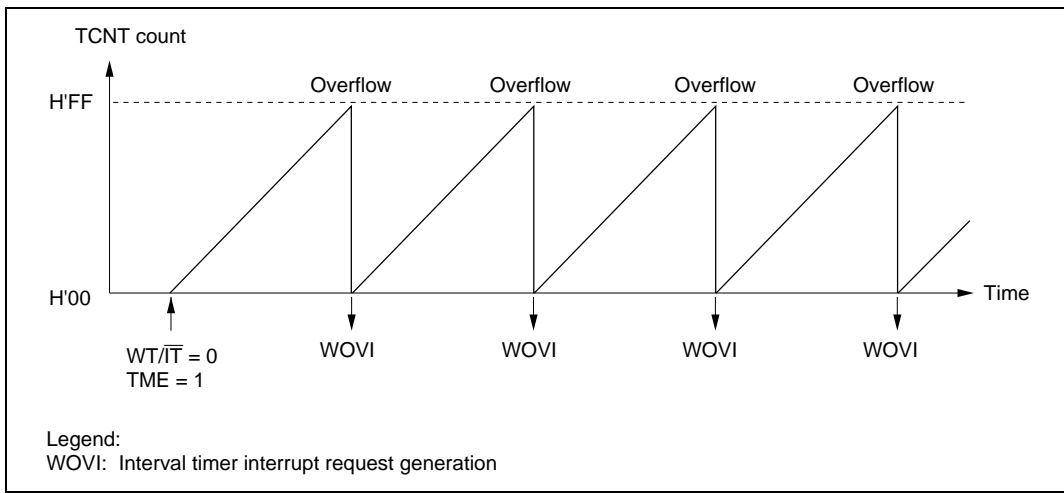 TCNT count
Overflow Overflow Overflow Overflow
H'FF
H'00
Time
WT/I̅T̅ = 0
TME = 1
WOVI WOVI WOVI WOVI
Legend:
WOVI: Interval timer interrupt request generation